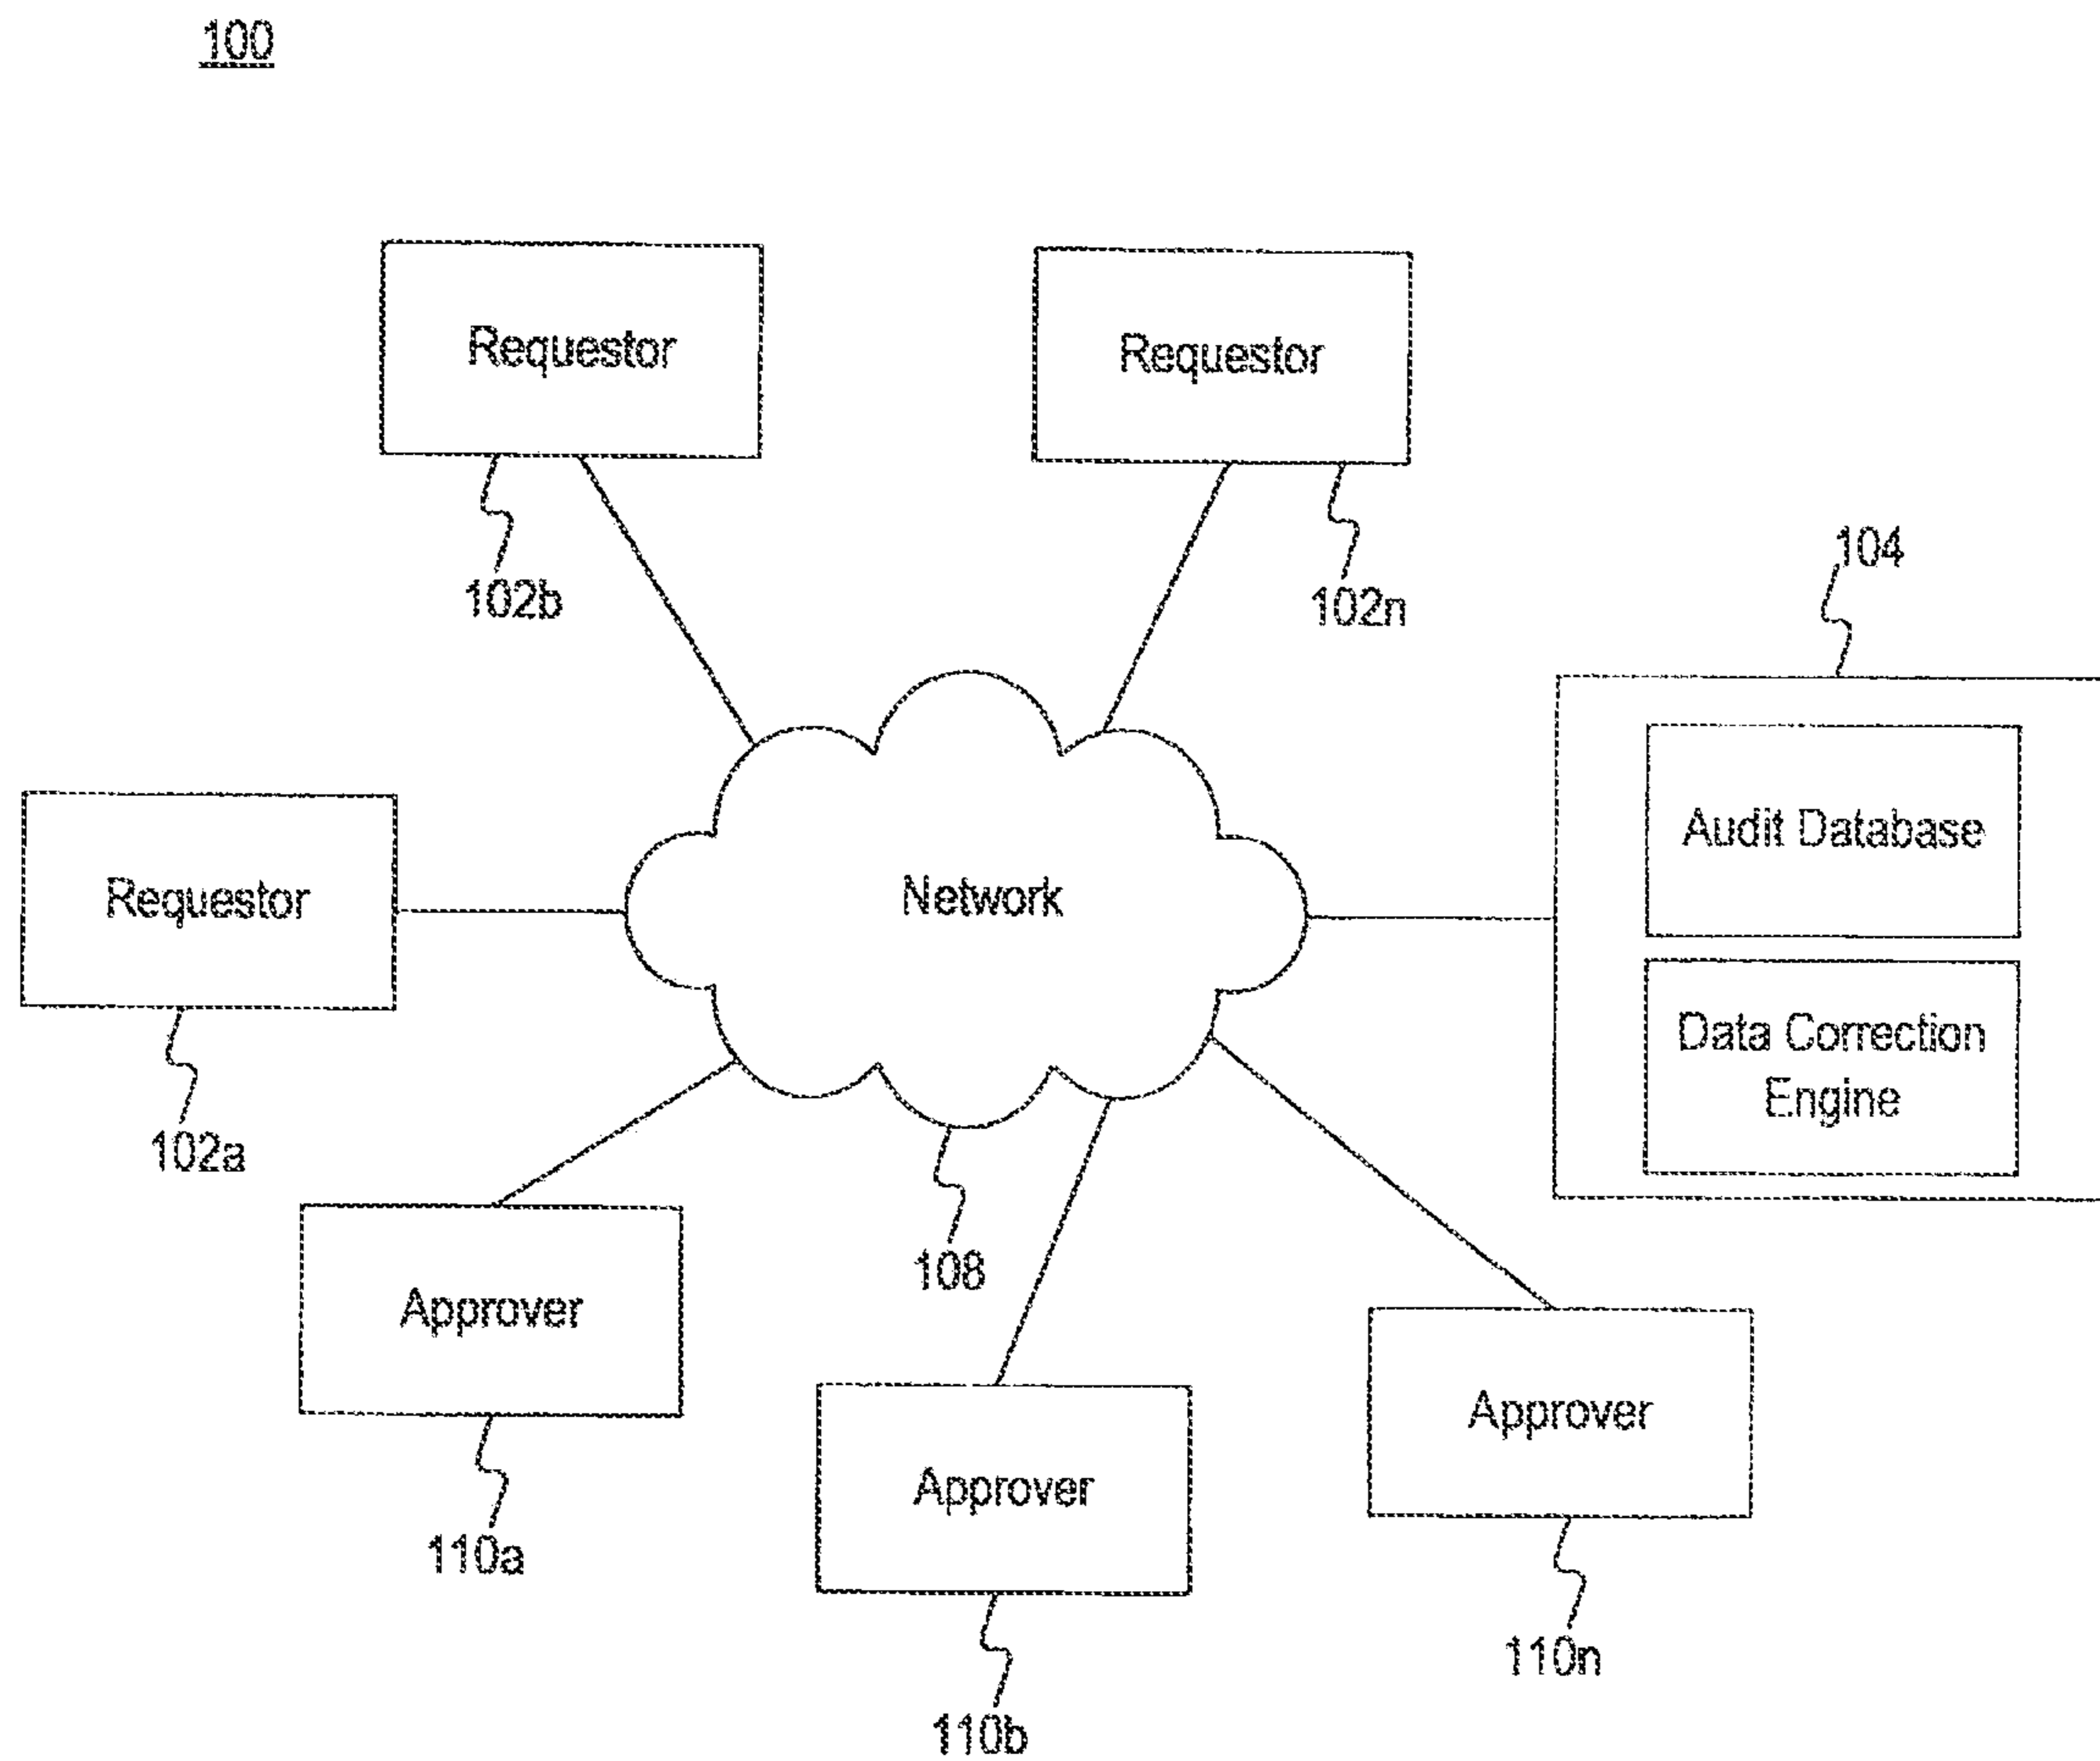 100
Requestor
Requestor
102b
102n
104
Audit Database
Requestor
Network
Data Correction
Engine
102a
108
Approver
Approver
Approver
110a
110n
110b